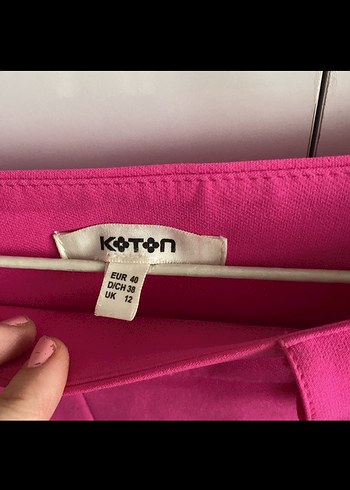 KOTON
EUR 40
D/CH 38
UK 12